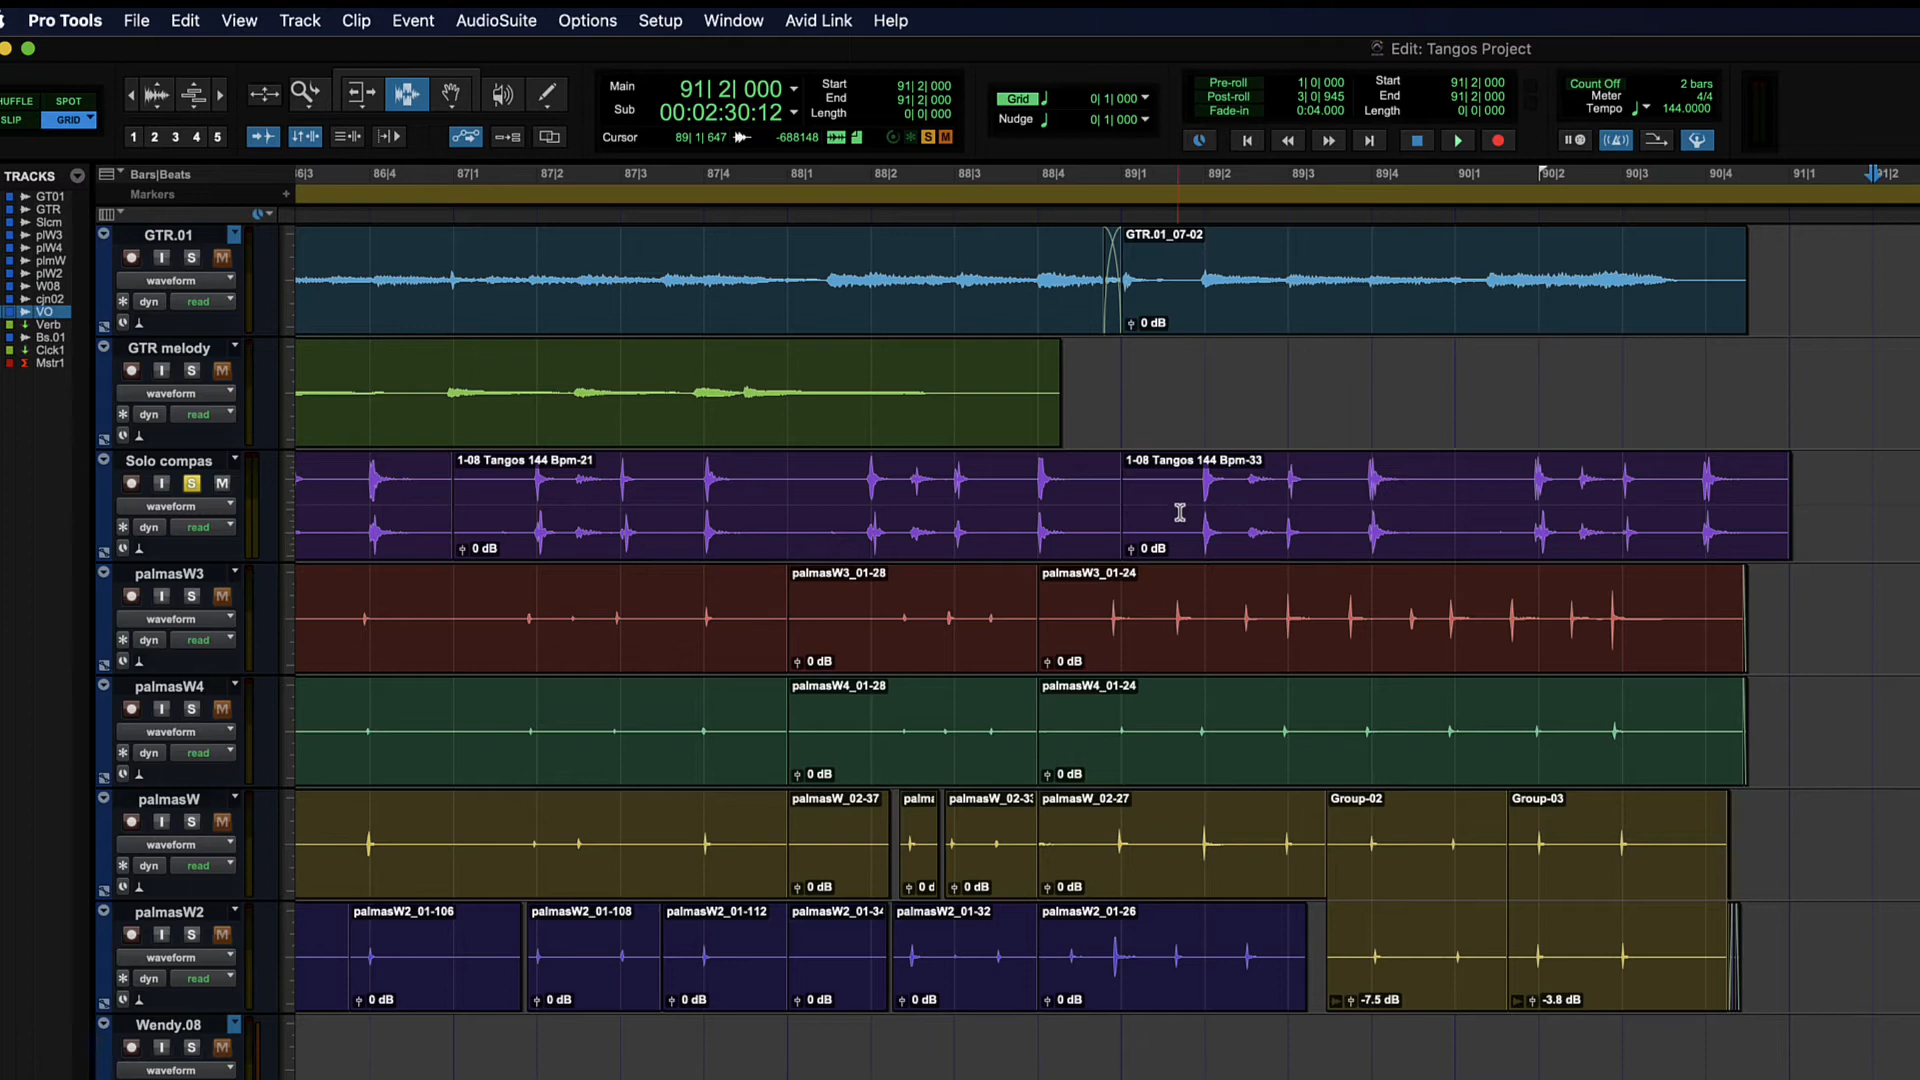 Pro Tools File Edit View Track Clip Event AudioSuite Options Setup Window Avid Link Help
Edit: Tangos Project
HUFFLE SPOT
SLIP GRID
1 2 3 4 5
Main 91| 2| 000
Sub 00:02:30:12
Start 91| 2| 000
End 91| 2| 000
Length 0| 0| 000
Cursor 89| 1| 647 -688148 S M
Grid 0| 1| 000
Nudge 0| 1| 000
Pre-roll 1| 0| 000
Post-roll 3| 0| 945
Fade-in 0:04.000
Start 91| 2| 000
End 91| 2| 000
Length 0| 0| 000
Count Off 2 bars
Meter 4/4
Tempo 144.0000
TRACKS
GT01
GTR
Slcm
plW3
plW4
plmW
plW2
W08
cjn02
VO
Verb
Bs.01
Clck1
Mstr1
Bars|Beats 86|3 86|4 87|1 87|2 87|3 87|4 88|1 88|2 88|3 88|4 89|1 89|2 89|3 89|4 90|1 90|2 90|3 90|4 91|1 91|2
Markers +
GTR.01
I S M
waveform
dyn read
GTR.01_07-02
0 dB
GTR melody
I S M
waveform
dyn read
Solo compas
I S M
waveform
dyn read
1-08 Tangos 144 Bpm-21 1-08 Tangos 144 Bpm-33
0 dB 0 dB
palmasW3
I S M
waveform
dyn read
palmasW3_01-28 palmasW3_01-24
0 dB 0 dB
palmasW4
I S M
waveform
dyn read
palmasW4_01-28 palmasW4_01-24
0 dB 0 dB
palmasW
I S M
waveform
dyn read
palmasW_02-37 palma palmasW_02-33 palmasW_02-27 Group-02 Group-03
0 dB 0 d 0 dB 0 dB
palmasW2
I S M
waveform
dyn read
palmasW2_01-106 palmasW2_01-108 palmasW2_01-112 palmasW2_01-34 palmasW2_01-32 palmasW2_01-26
0 dB 0 dB 0 dB 0 dB 0 dB 0 dB -7.5 dB -3.8 dB
Wendy.08
I S M
waveform